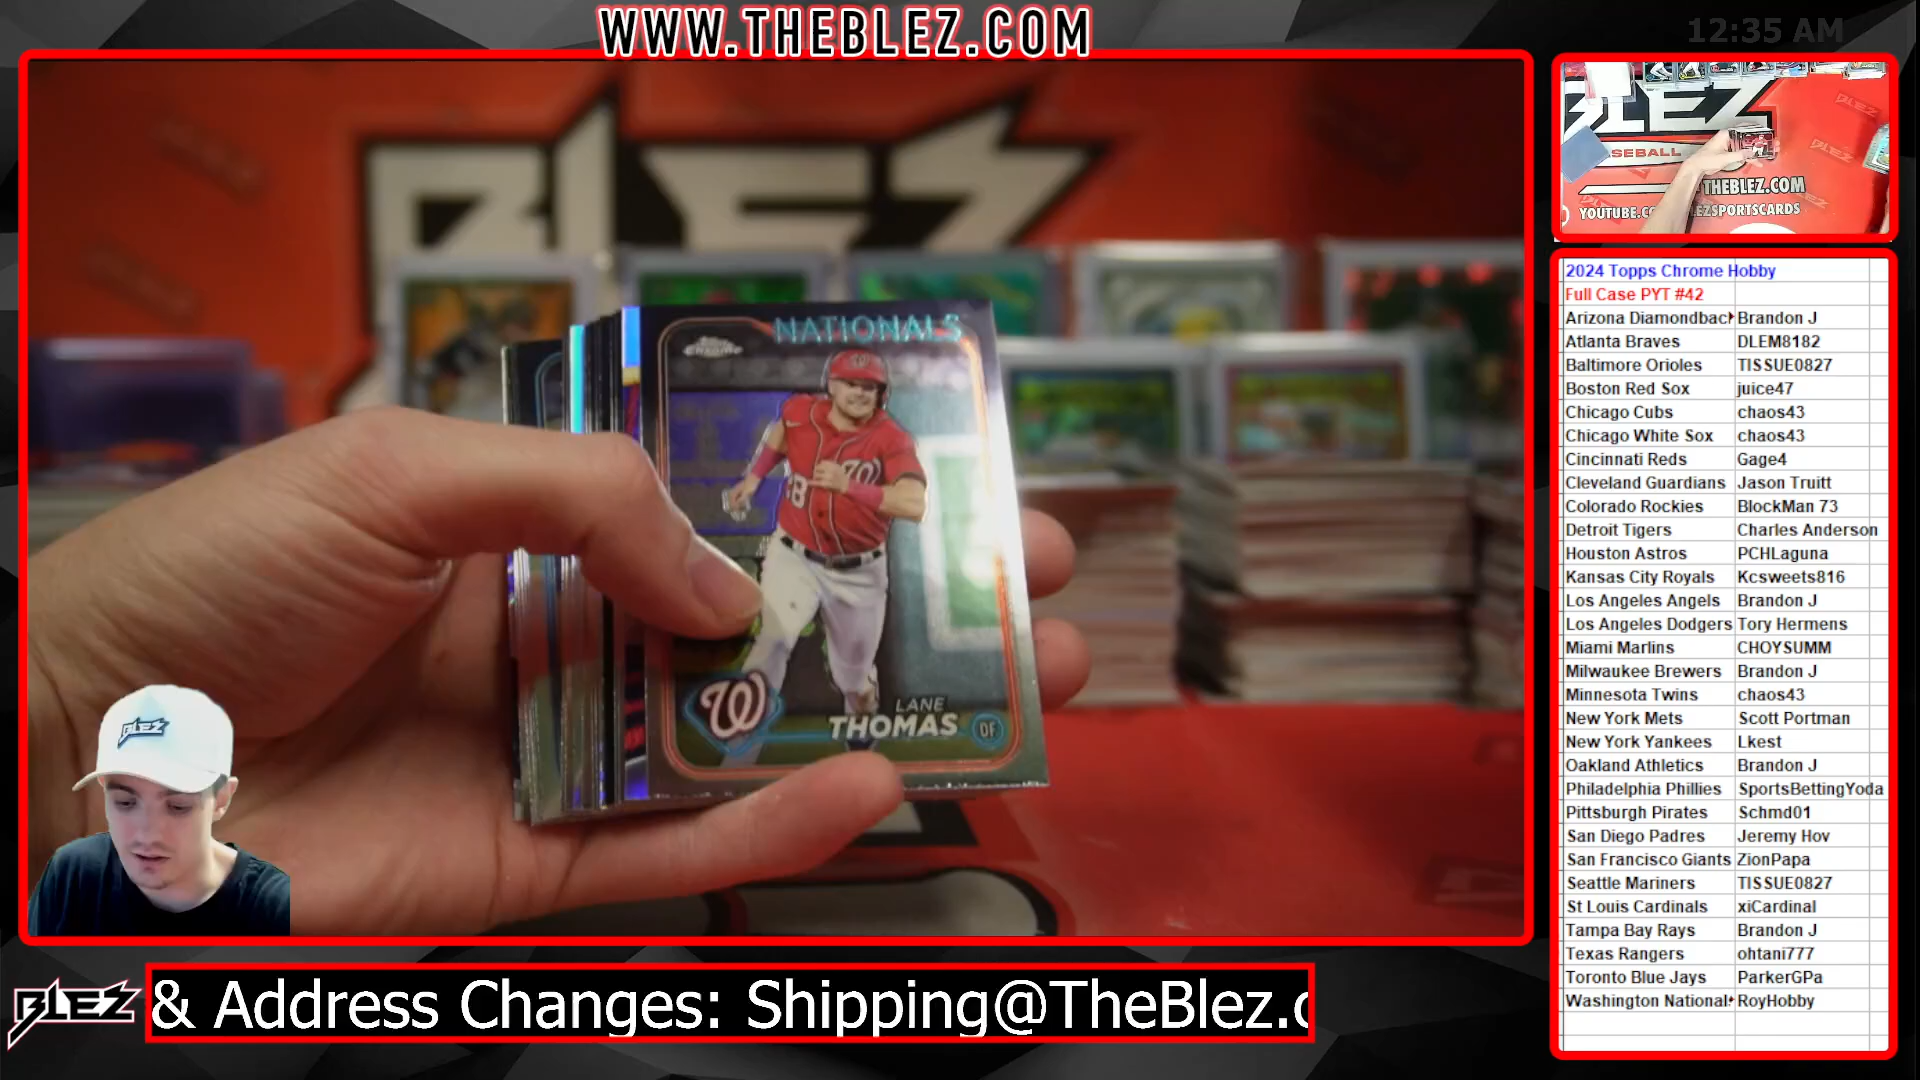 WWW.THEBLEZ.COM
12:35 AM
BLEZ
NATIONALS
Topps Chrome
LANE
THOMAS OF
BLEZ
BLEZ
SEBALL
BLEZ
THEBLEZ.COM
2024 Topps Chrome Hobby
Full Case PYT #42
Arizona Diamondbac Brandon J
Atlanta Braves DLEM8182
Baltimore Orioles TISSUE0827
Boston Red Sox juice47
Chicago Cubs chaos43
Chicago White Sox chaos43
Cincinnati Reds Gage4
Cleveland Guardians Jason Truitt
Colorado Rockies BlockMan 73
Detroit Tigers Charles Anderson
Houston Astros PCHLaguna
Kansas City Royals Kcsweets816
Los Angeles Angels Brandon J
Los Angeles Dodgers Tory Hermens
Miami Marlins CHOYSUMM
Milwaukee Brewers Brandon J
Minnesota Twins chaos43
New York Mets Scott Portman
New York Yankees Lkest
Oakland Athletics Brandon J
Philadelphia Phillies SportsBettingYoda
Pittsburgh Pirates Schmd01
San Diego Padres Jeremy Hov
San Francisco Giants ZionPapa
Seattle Mariners TISSUE0827
St Louis Cardinals xiCardinal
Tampa Bay Rays Brandon J
Texas Rangers ohtani777
Toronto Blue Jays ParkerGPa
Washington National RoyHobby
BLEZ
& Address Changes: Shipping@TheBlez.c